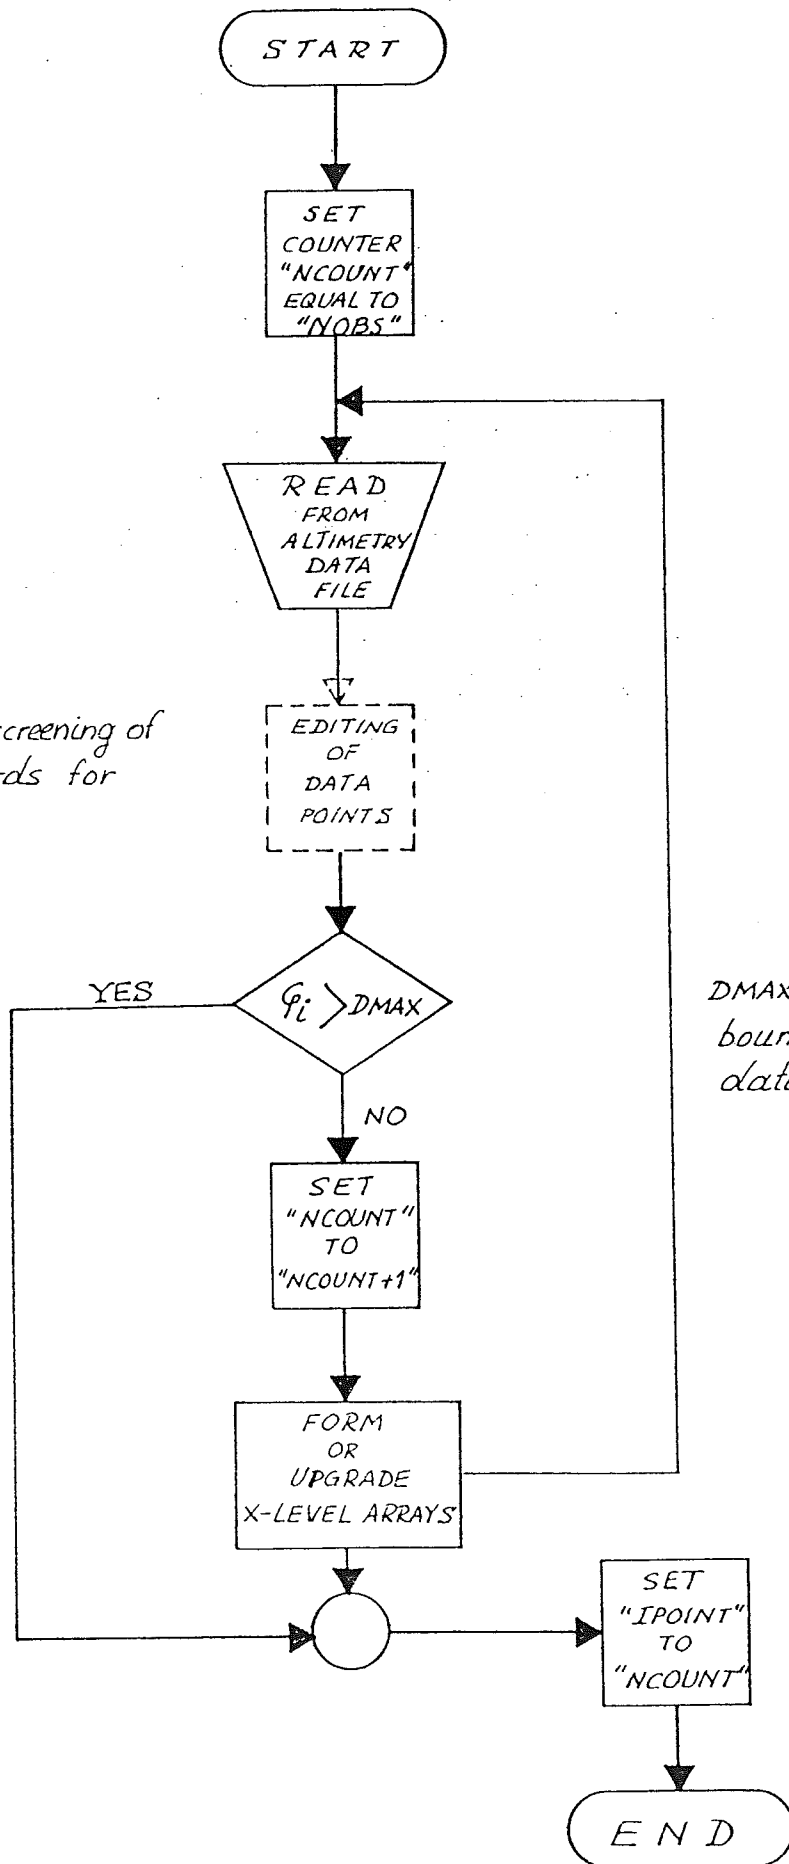 START
SET
COUNTER
"NCOUNT"
EQUAL TO
"NOBS"
READ
FROM
ALTIMETRY
DATA
FILE
creening of
rds for
EDITING
OF
DATA
POINTS
YES
φi > DMAX
DMAX
boun
data
NO
SET
"NCOUNT"
TO
"NCOUNT+1"
FORM
OR
UPGRADE
X-LEVEL ARRAYS
SET
"IPOINT"
TO
"NCOUNT"
END